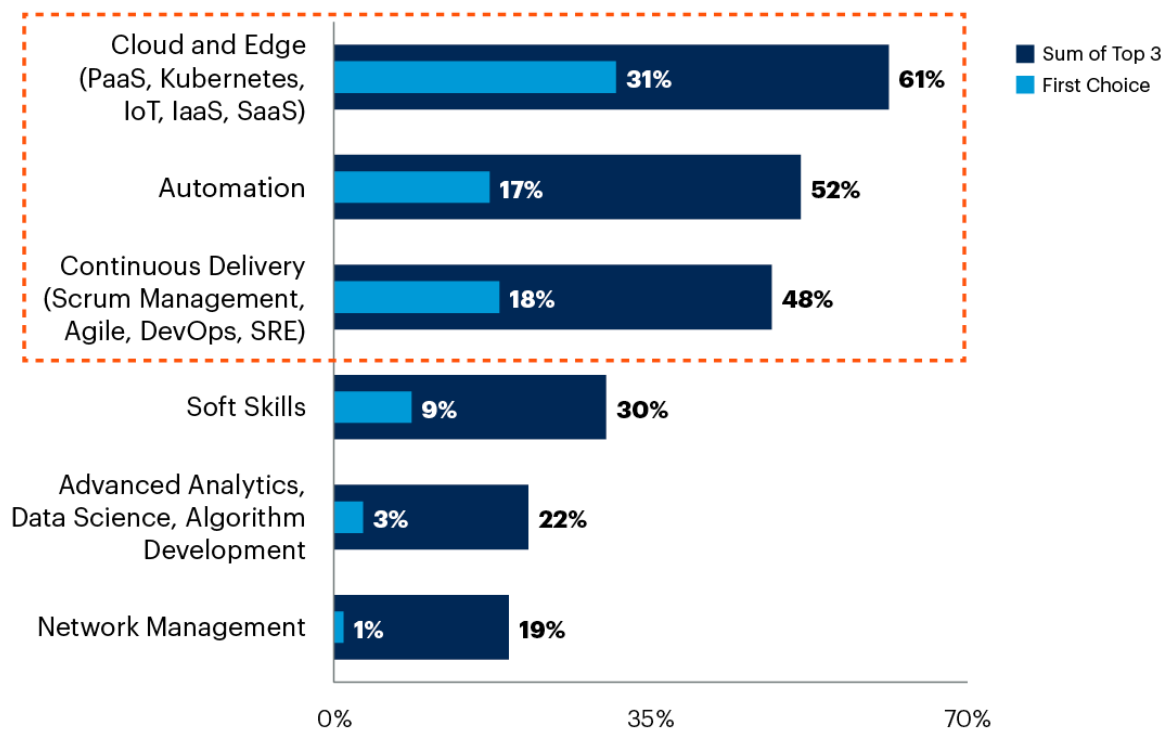 Cloud and Edge
(PaaS, Kubernetes,
IoT, IaaS, SaaS)
31%
61%
Sum of Top 3
First Choice
Automation
17%
52%
Continuous Delivery
(Scrum Management,
Agile, DevOps, SRE)
18%
48%
Soft Skills
9%
30%
Advanced Analytics,
Data Science, Algorithm
Development
3%
22%
Network Management
1%
19%
0%
35%
70%